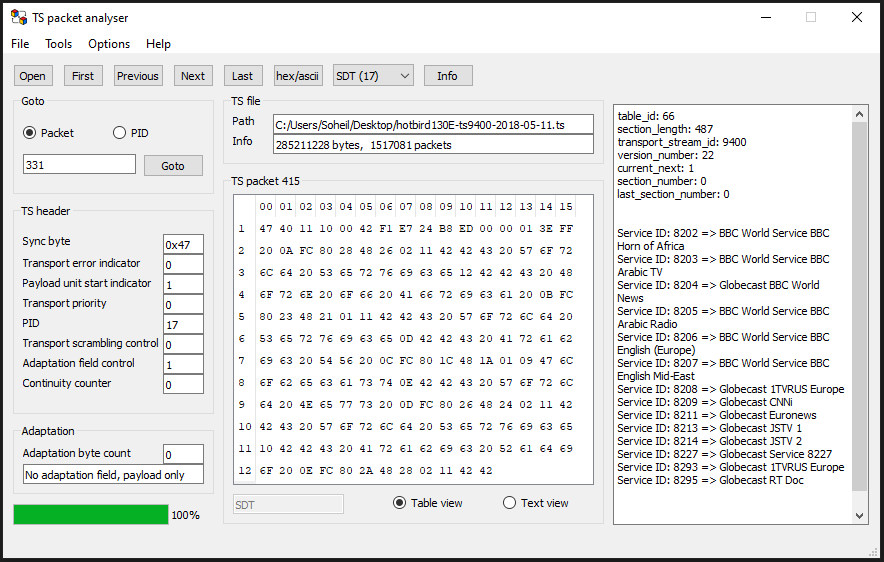 TS packet analyser
File Tools Options Help
Open First Previous Next Last hex/ascii SDT (17) Info
Goto
Packet PID
331 Goto
TS header
Sync byte 0x47
Transport error indicator 0
Payload unit start indicator 1
Transport priority 0
PID 17
Transport scrambling control 0
Adaptation field control 1
Continuity counter 0
Adaptation
Adaptation byte count 0
No adaptation field, payload only
100%
TS file
Path C:/Users/Soheil/Desktop/hotbird130E-ts9400-2018-05-11.ts
Info 285211228 bytes, 1517081 packets
TS packet 415
00 01 02 03 04 05 06 07 08 09 10 11 12 13 14 15
1 47 40 11 10 00 42 F1 E7 24 B8 ED 00 00 01 3E FF
2 20 0A FC 80 28 48 26 02 11 42 42 43 20 57 6F 72
3 6C 64 20 53 65 72 76 69 63 65 12 42 42 43 20 48
4 6F 72 6E 20 6F 66 20 41 66 72 69 63 61 20 0B FC
5 80 23 48 21 01 11 42 42 43 20 57 6F 72 6C 64 20
6 53 65 72 76 69 63 65 0D 42 42 43 20 41 72 61 62
7 69 63 20 54 56 20 0C FC 80 1C 48 1A 01 09 47 6C
8 6F 62 65 63 61 73 74 0E 42 42 43 20 57 6F 72 6C
9 64 20 4E 65 77 73 20 0D FC 80 26 48 24 02 11 42
10 42 43 20 57 6F 72 6C 64 20 53 65 72 76 69 63 65
11 10 42 42 43 20 41 72 61 62 69 63 20 52 61 64 69
12 6F 20 0E FC 80 2A 48 28 02 11 42 42
SDT Table view Text view
table_id: 66
section_length: 487
transport_stream_id: 9400
version_number: 22
current_next: 1
section_number: 0
last_section_number: 0
Service ID: 8202 => BBC World Service BBC
Horn of Africa
Service ID: 8203 => BBC World Service BBC
Arabic TV
Service ID: 8204 => Globecast BBC World
News
Service ID: 8205 => BBC World Service BBC
Arabic Radio
Service ID: 8206 => BBC World Service BBC
English (Europe)
Service ID: 8207 => BBC World Service BBC
English Mid-East
Service ID: 8208 => Globecast 1TVRUS Europe
Service ID: 8209 => Globecast CNNi
Service ID: 8211 => Globecast Euronews
Service ID: 8213 => Globecast JSTV 1
Service ID: 8214 => Globecast JSTV 2
Service ID: 8227 => Globecast Service 8227
Service ID: 8293 => Globecast 1TVRUS Europe
Service ID: 8295 => Globecast RT Doc